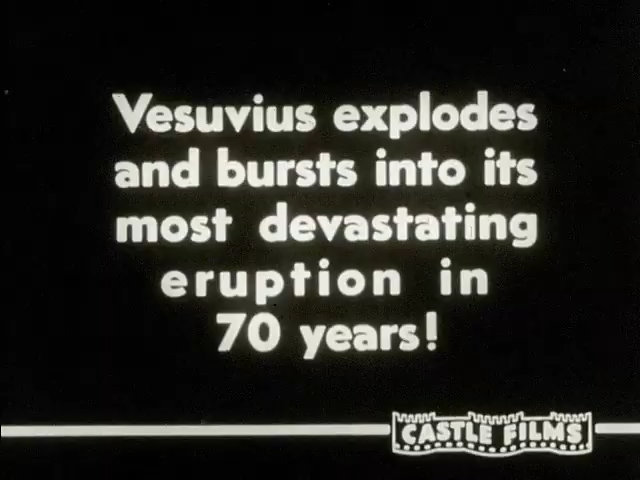 Vesuvius explodes
and bursts into its
most devastating
eruption in
70 years!
CASTLE FILMS